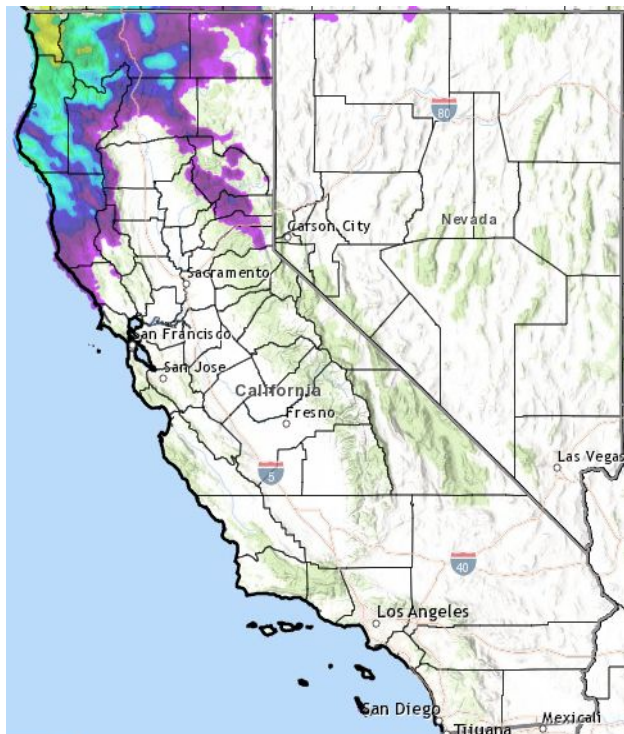 80
Carson City
Nevada
Sacramento
San Francisco
San Jose
California
Fresno
Las Vegas
5
40
Los Angeles
San Diego
Tijuana
Mexicali